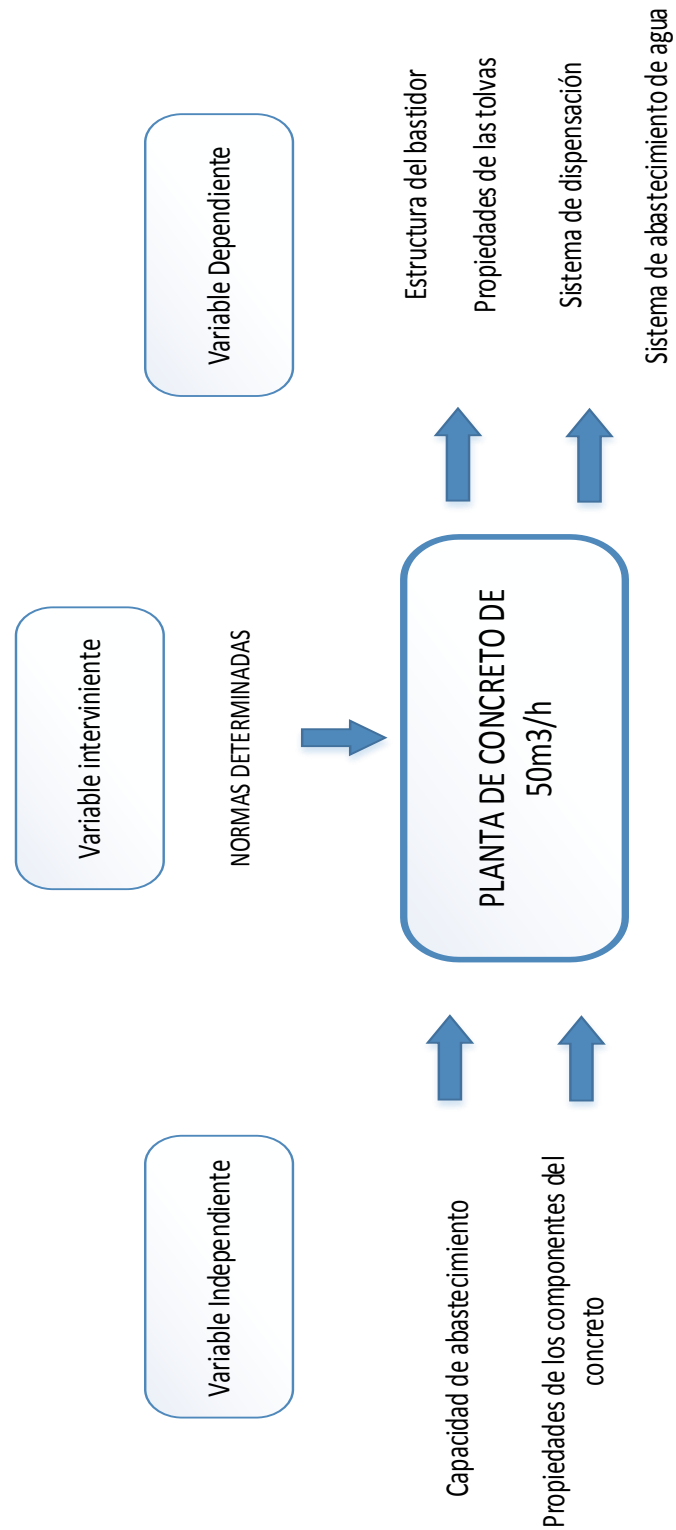 Variable Independiente
Capacidad de abastecimiento
Propiedades de los componentes del
concreto
Variable interviniente
NORMAS DETERMINADAS
PLANTA DE CONCRETO DE
50m3/h
Variable Dependiente
Estructura del bastidor
Propiedades de las tolvas
Sistema de dispensación
Sistema de abastecimiento de agua